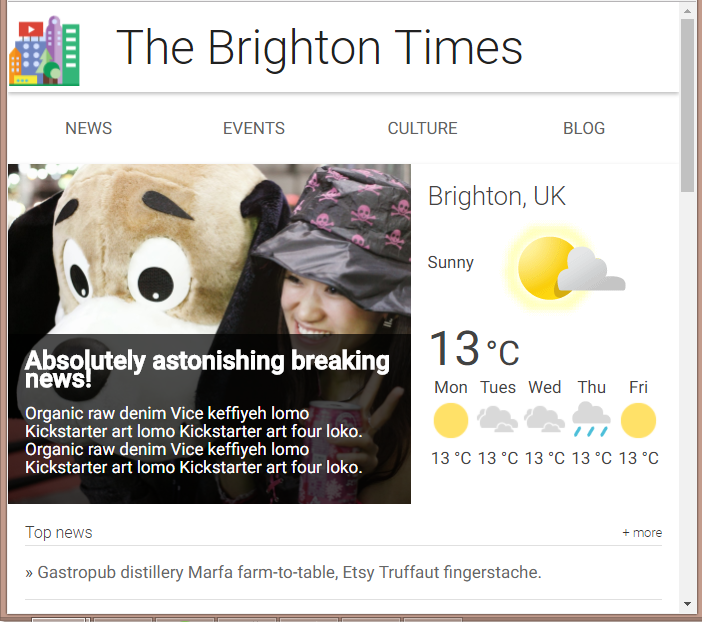 The Brighton Times
NEWS EVENTS CULTURE BLOG
Absolutely astonishing breaking
news!
Organic raw denim Vice keffiyeh lomo
Kickstarter art lomo Kickstarter art four loko.
Organic raw denim Vice keffiyeh lomo
Kickstarter art lomo Kickstarter art four loko.
Brighton, UK
Sunny
13 °C
Mon Tues Wed Thu Fri
13 °C 13 °C 13 °C 13 °C 13 °C
Top news + more
» Gastropub distillery Marfa farm-to-table, Etsy Truffaut fingerstache.